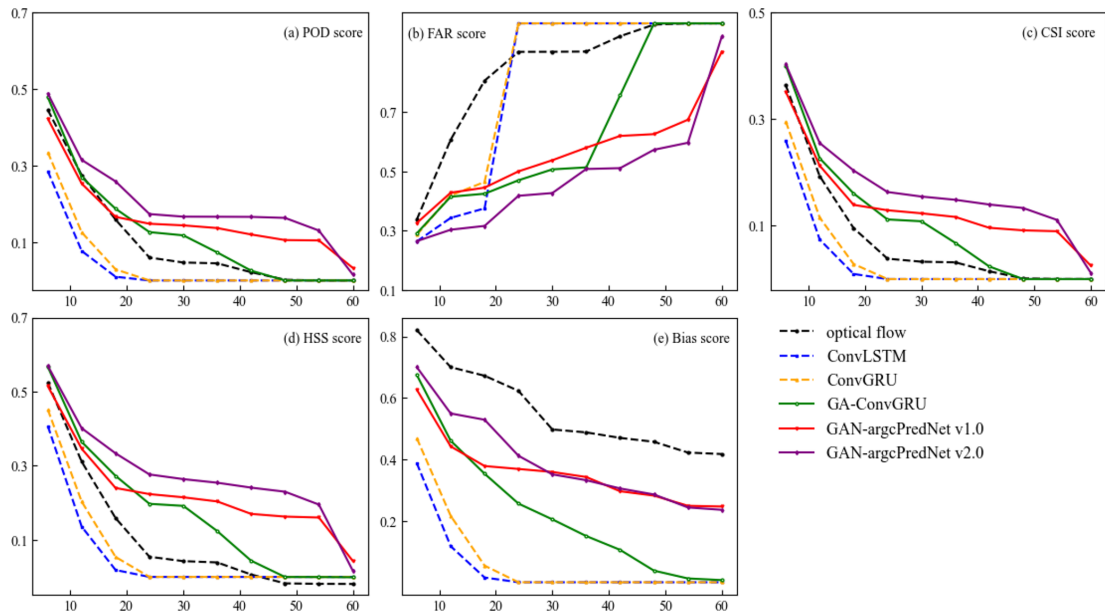 0.7
0.5
0.3
0.1
(a) POD score
10 20 30 40 50 60
0.7
0.5
0.3
0.1
(b) FAR score
10 20 30 40 50 60
0.5
0.3
0.1
(c) CSI score
10 20 30 40 50 60
0.7
0.5
0.3
0.1
(d) HSS score
10 20 30 40 50 60
0.8
0.6
0.4
0.2
(e) Bias score
10 20 30 40 50 60
optical flow
ConvLSTM
ConvGRU
GA-ConvGRU
GAN-argcPredNet v1.0
GAN-argcPredNet v2.0